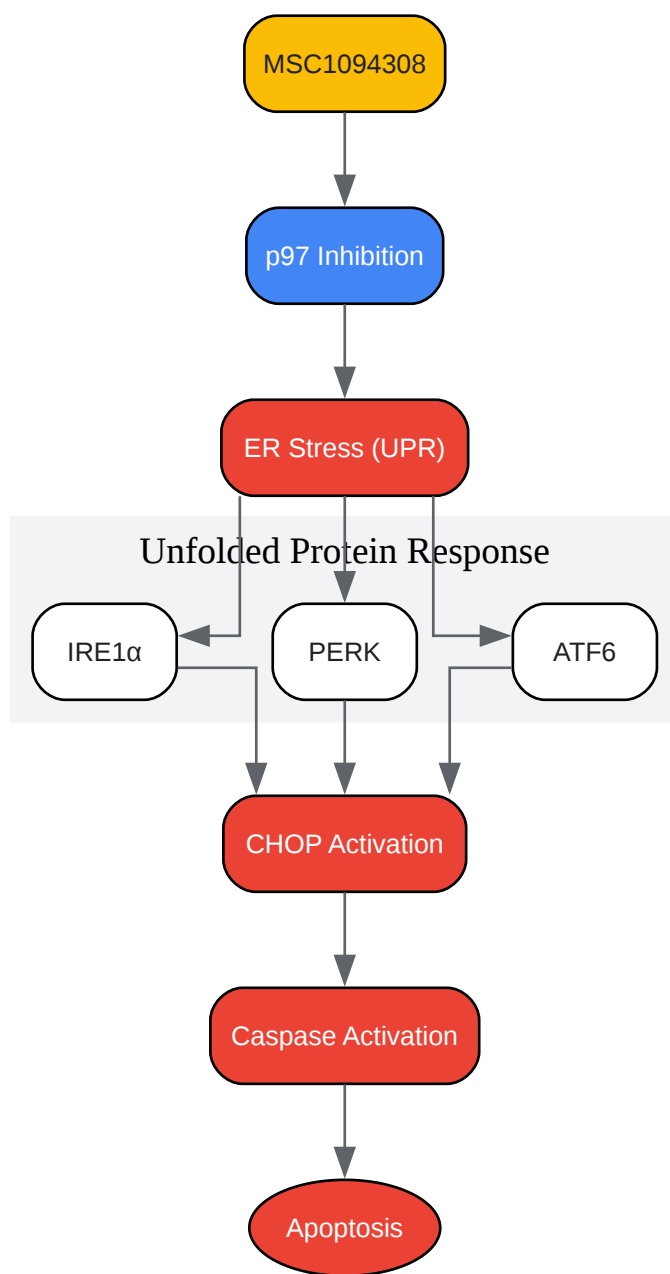 MSC1094308
p97 Inhibition
ER Stress (UPR)
Unfolded Protein Response
IRE1α
PERK
ATF6
CHOP Activation
Caspase Activation
Apoptosis